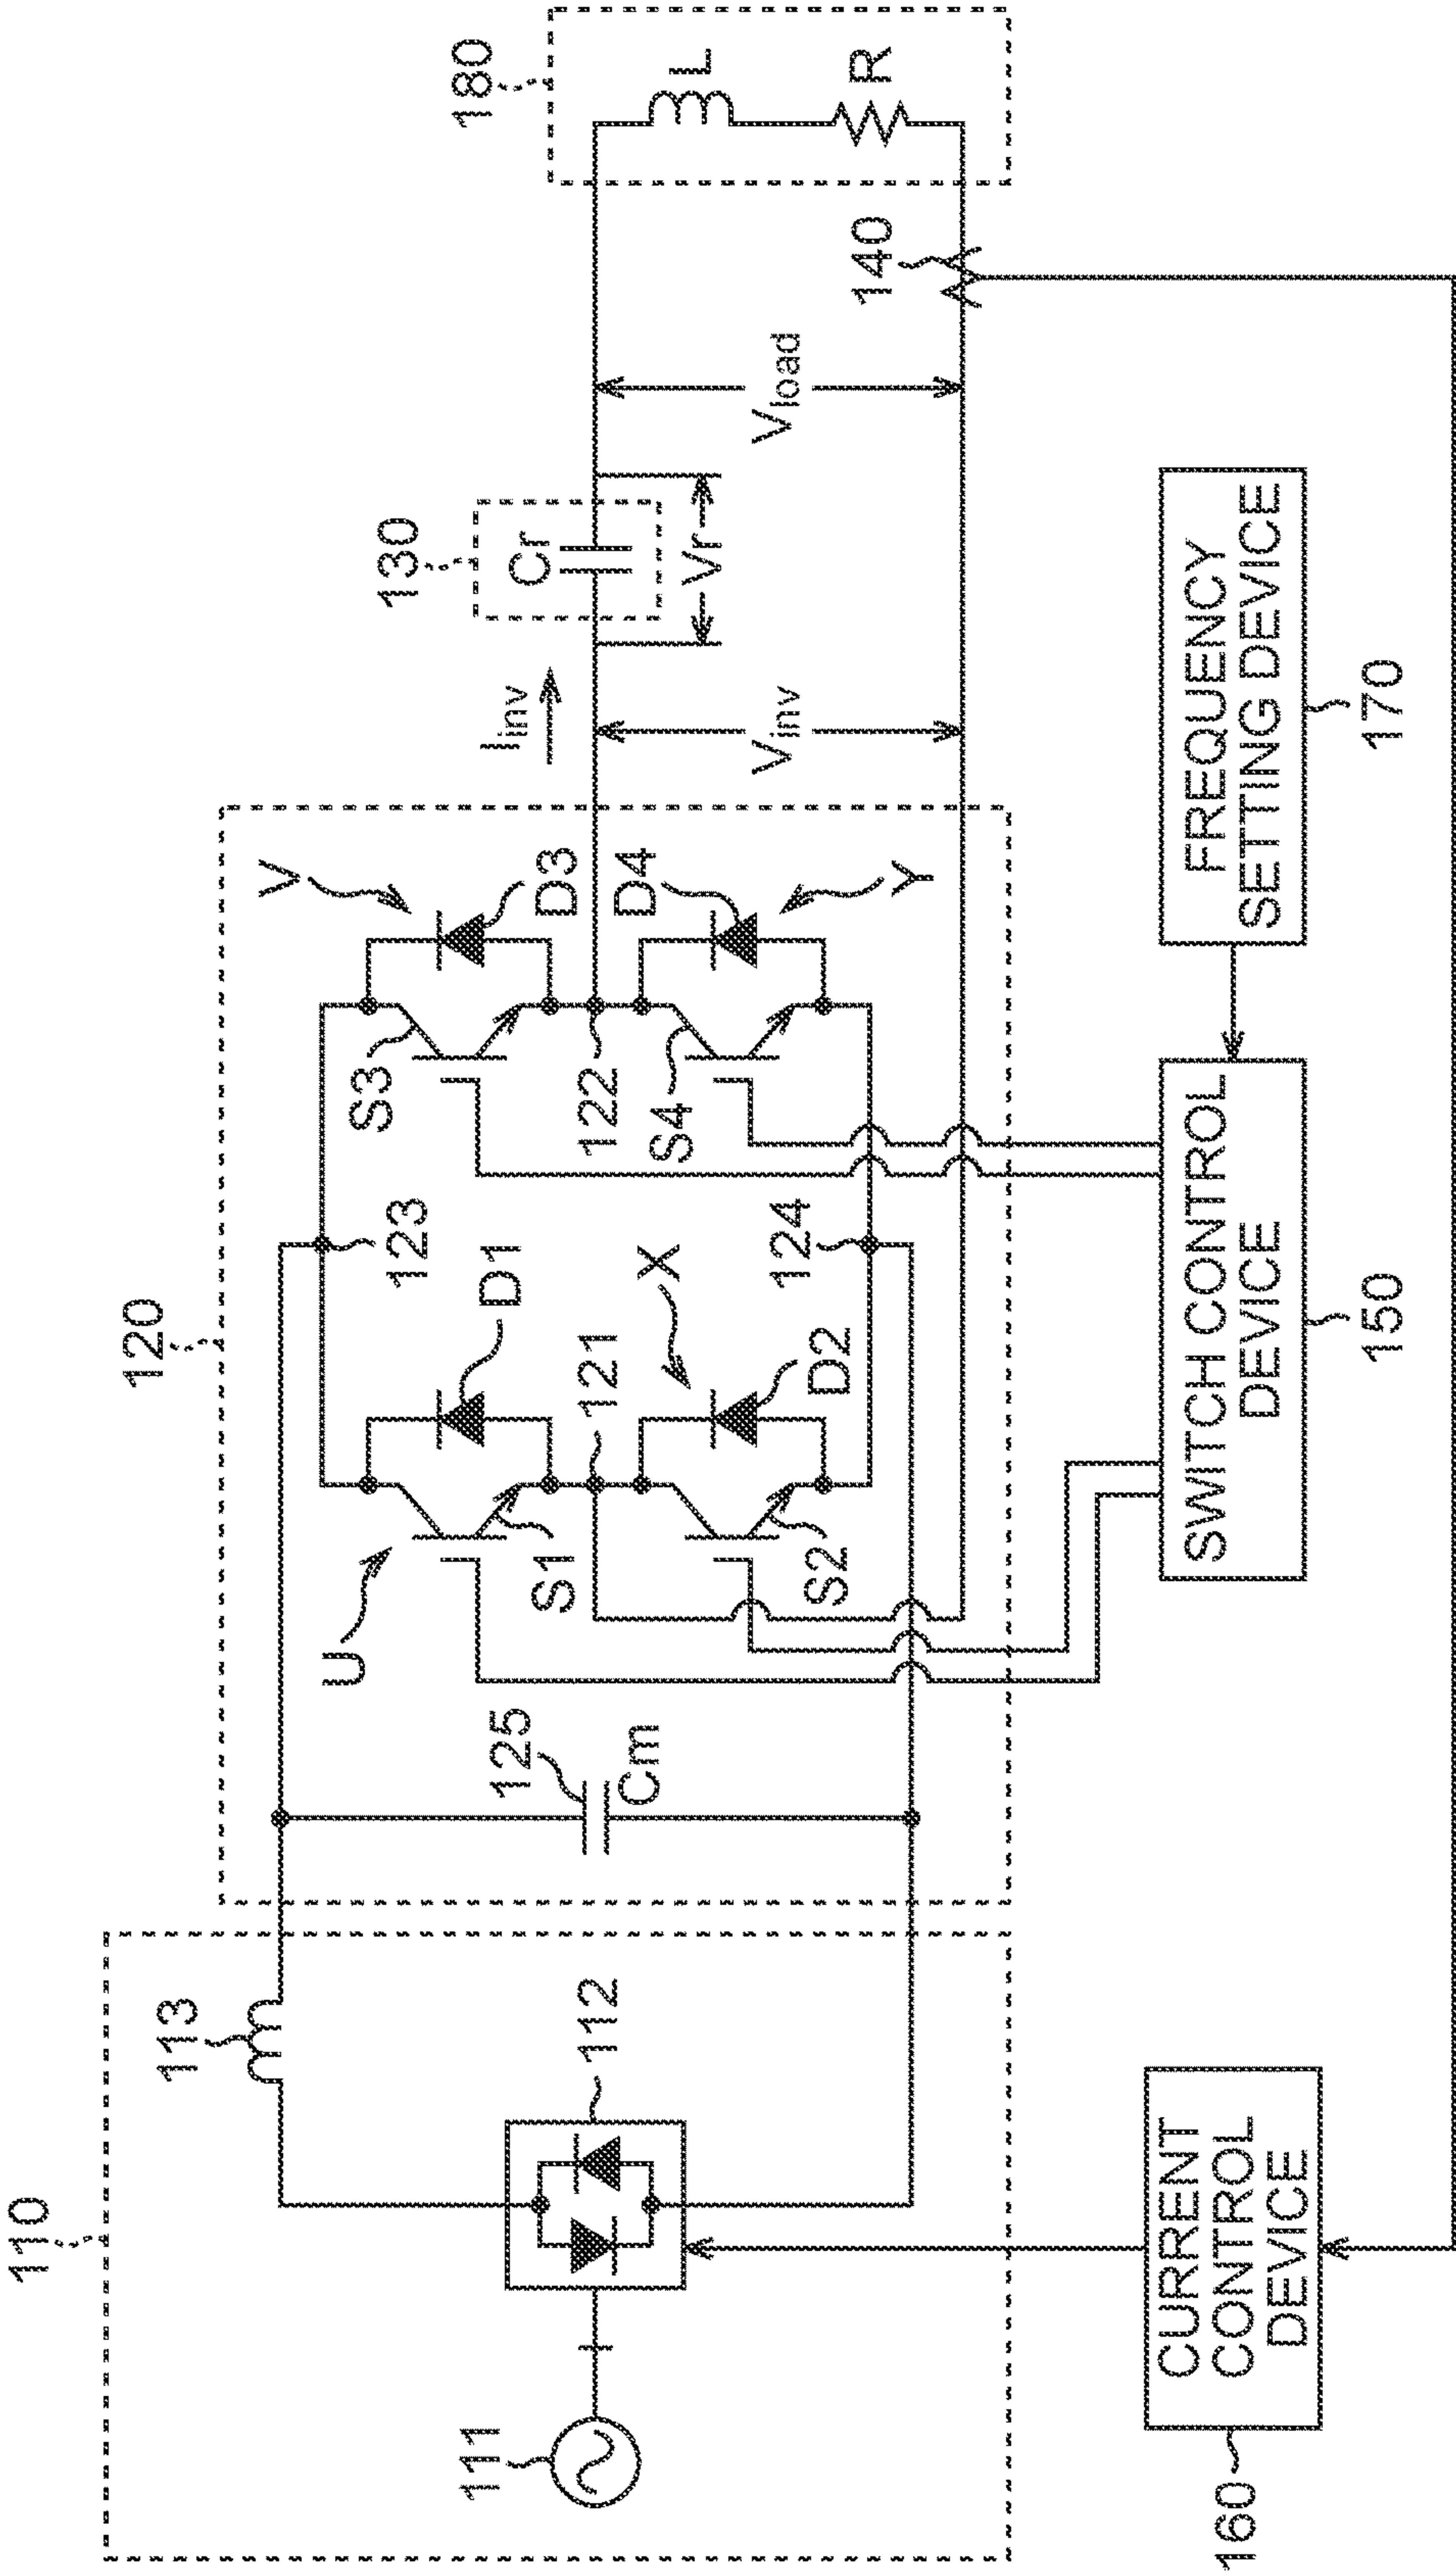 110
111
112
113
120
U
S1
D1
121
X
S2
D2
123
124
125
Cm
V
S3
D3
122
D4
S4
Y
Iinv
Vinv
130
Cr
Vr
Vload
140
180
L
R
CURRENT
CONTROL
DEVICE
160
SWITCH CONTROL
DEVICE
150
FREQUENCY
SETTING DEVICE
170